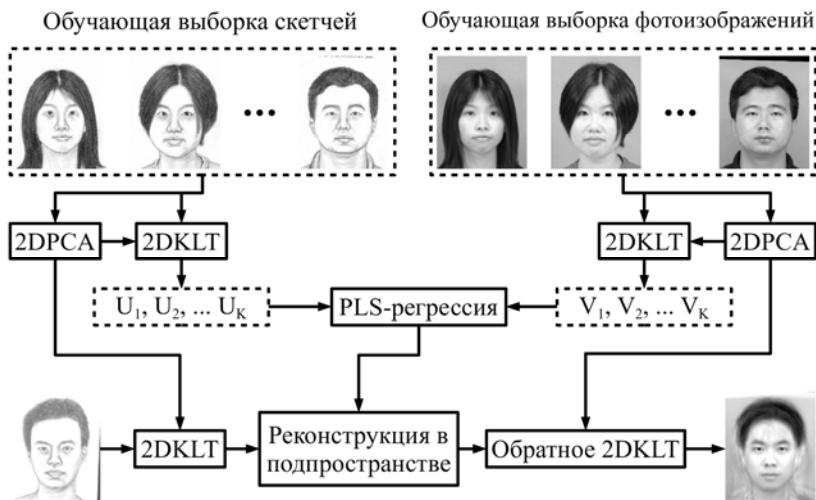 Обучающая выборка скетчей
Обучающая выборка фотоизображений
2DPCA
2DKLT
2DKLT
2DPCA
U1, U2, ... UK
PLS-регрессия
V1, V2, ... VK
2DKLT
Реконструкция в
подпространстве
Обратное 2DKLT